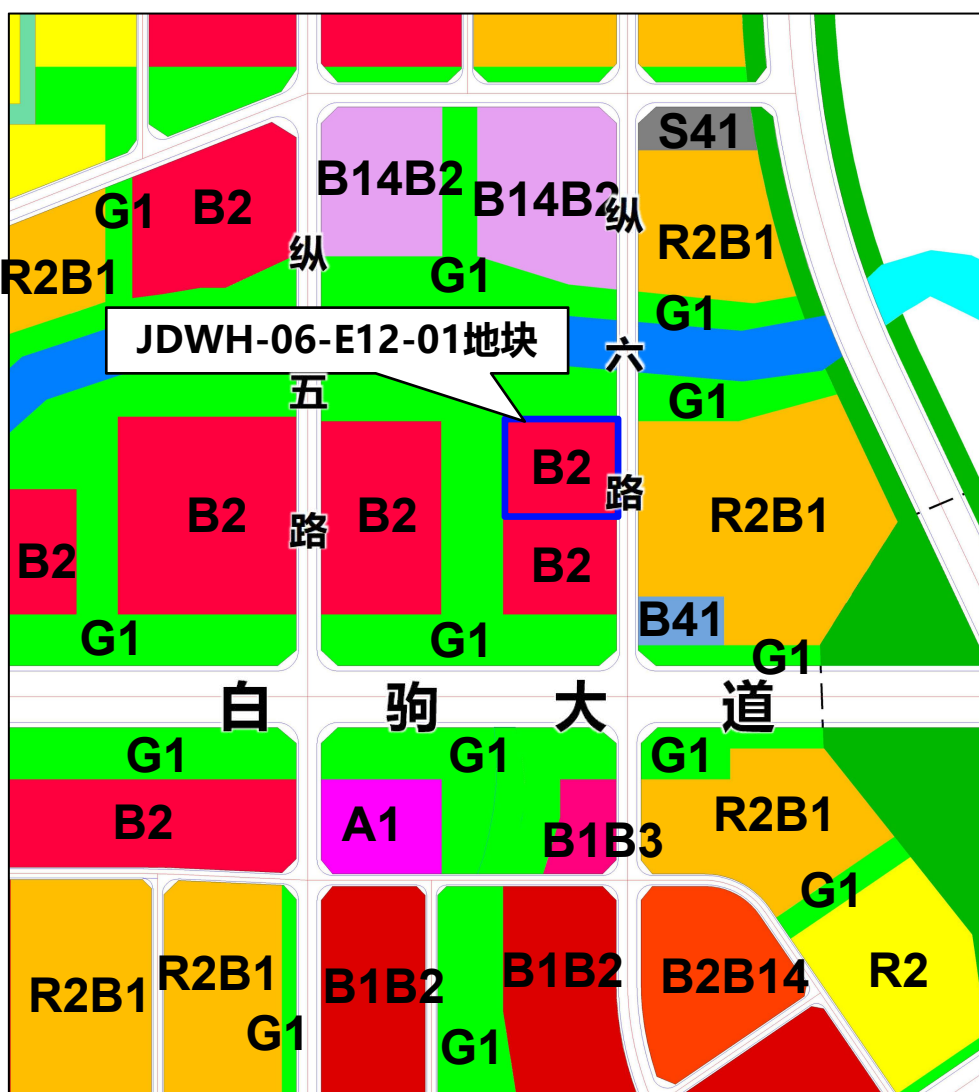 S41
B14B2
B14B2
G1
B2
R2B1
R2B1
G1
G1
JDWH-06-E12-01地块
G1
B2
B2
B2
B2
B2
R2B1
B41
G1
G1
G1
纵五路
纵六路
白驹大道
G1
G1
G1
B2
A1
B1B3
R2B1
G1
R2B1
R2B1
B1B2
B1B2
B2B14
R2
G1
G1